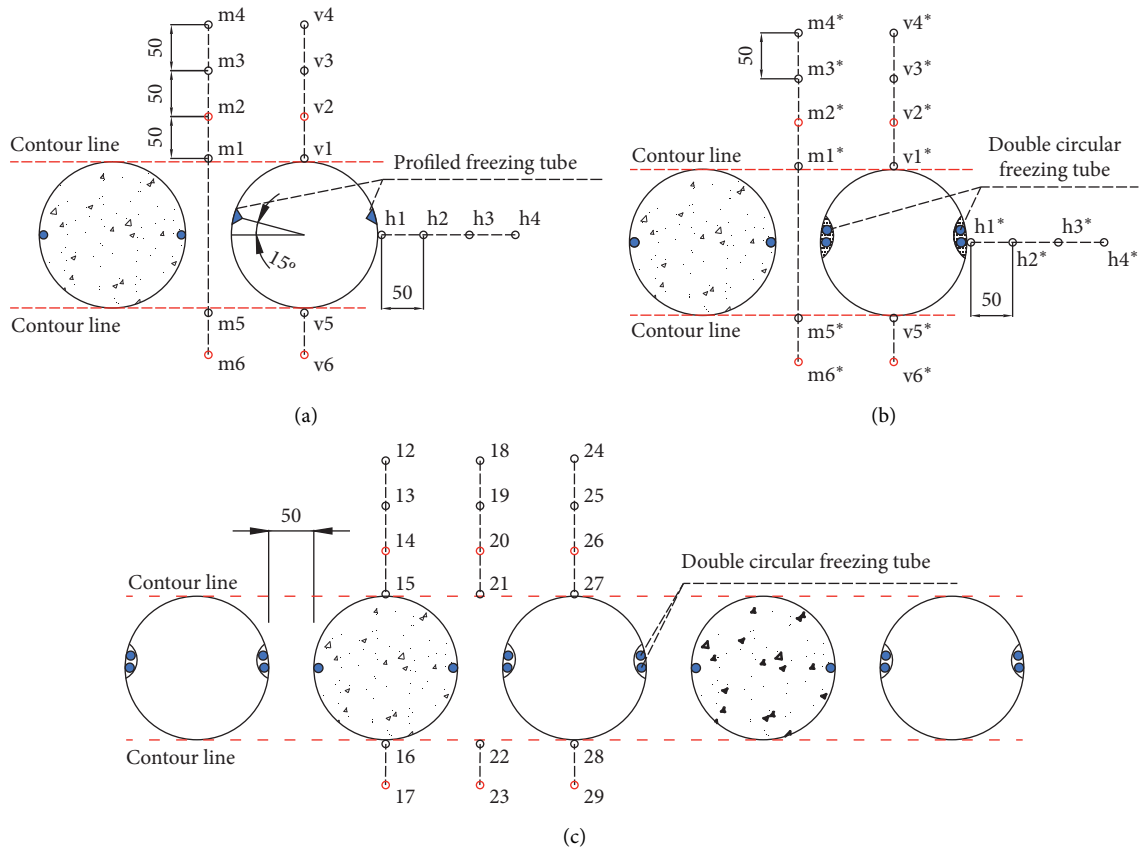 m4 v4
50
m3 v3
50
m2 v2
50
m1 v1
Contour line
Profiled freezing tube
h1 h2 h3 h4
15o
50
Contour line
m5 v5
m6 v6
(a)
m4* v4*
50
m3* v3*
m2* v2*
Contour line
m1* v1*
Double circular
freezing tube
h1* h3*
h2* h4*
50
Contour line
m5* v5*
m6* v6*
(b)
12 18 24
13 19 25
50
14 20 26
Double circular freezing tube
Contour line
15 21 27
Contour line
16 22 28
17 23 29
(c)